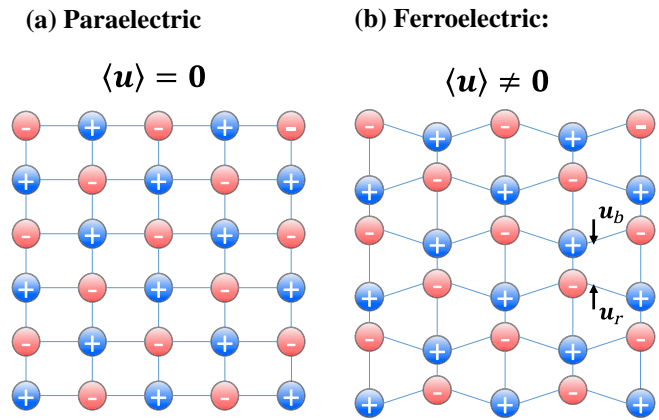 (a) Paraelectric
(b) Ferroelectric:
⟨u⟩ = 0
⟨u⟩ ≠ 0
- + - + -
- + - + -
+ - + - +
+ - + - +
- + - + -
- + - + -
u_b
+ - + - +
+ - + - +
u_r
- + - + -
- + - + -
+ - + - +
+ - + - +